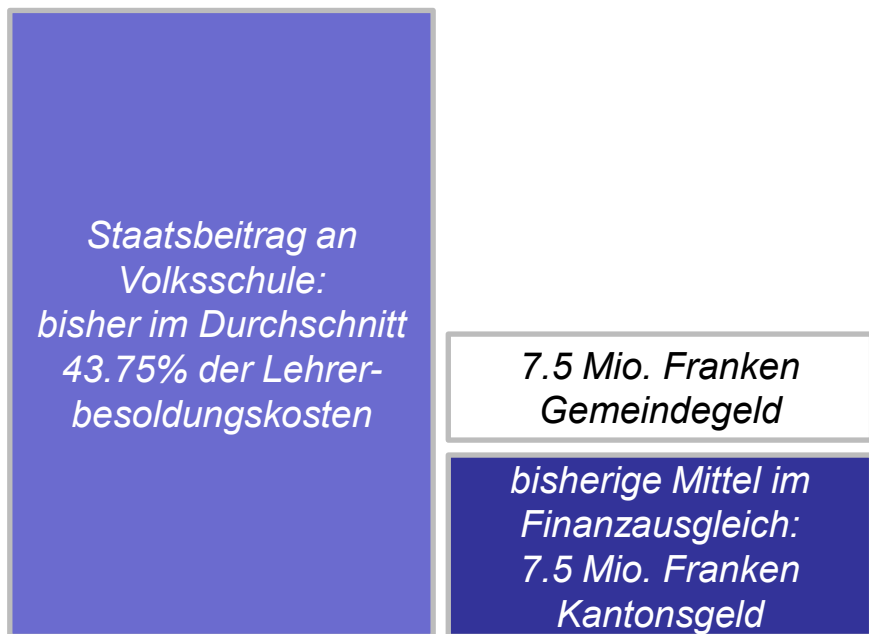 Staatsbeitrag an
Volksschule:
bisher im Durchschnitt
43.75% der Lehrer-
besoldungskosten
7.5 Mio. Franken
Gemeindegeld
bisherige Mittel im
Finanzausgleich:
7.5 Mio. Franken
Kantonsgeld